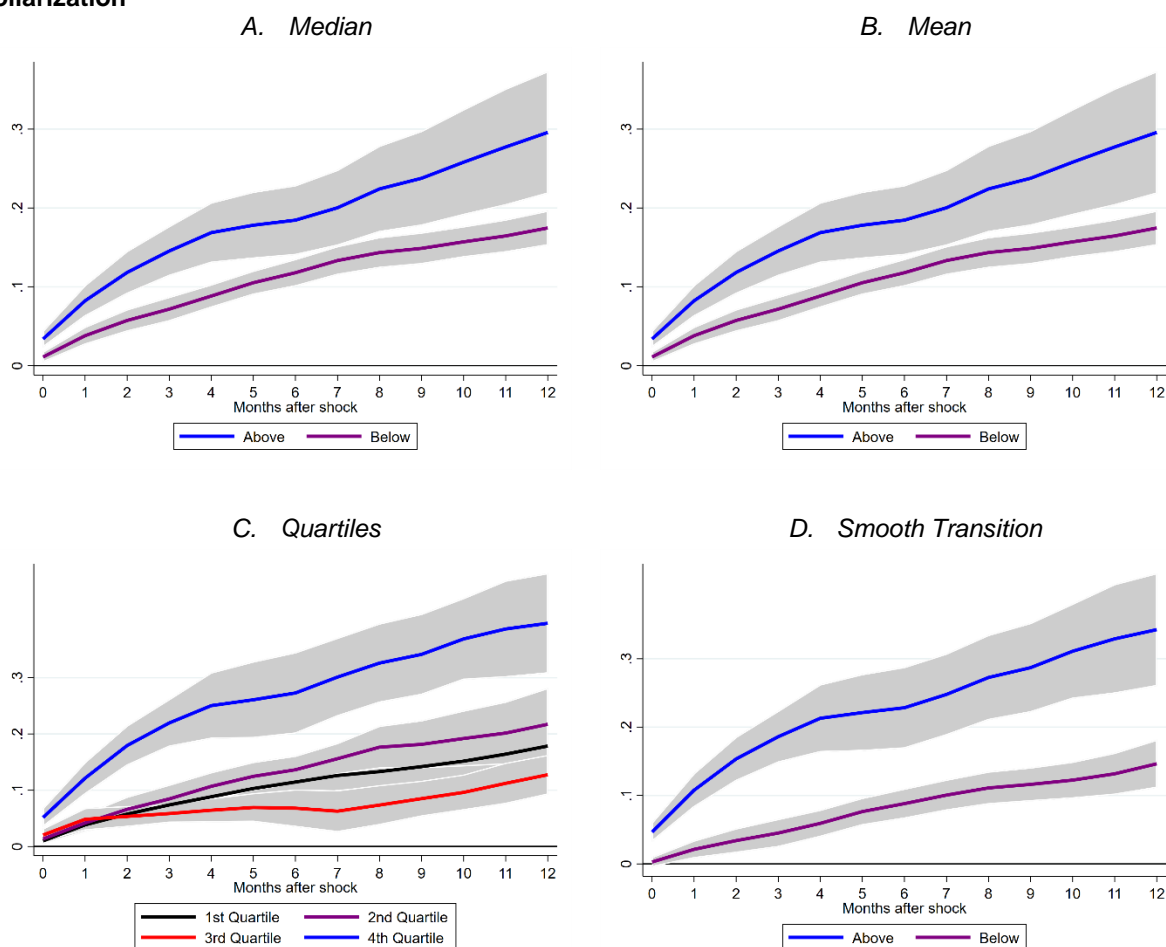 A. Median
B. Mean
.3
.2
.1
0
0 1 2 3 4 5 6 7 8 9 10 11 12
Months after shock
Above Below
.3
.2
.1
0
0 1 2 3 4 5 6 7 8 9 10 11 12
Months after shock
Above Below
C. Quartiles
D. Smooth Transition
.3
.2
.1
0
0 1 2 3 4 5 6 7 8 9 10 11 12
Months after shock
1st Quartile 2nd Quartile
3rd Quartile 4th Quartile
.3
.2
.1
0
0 1 2 3 4 5 6 7 8 9 10 11 12
Months after shock
Above Below